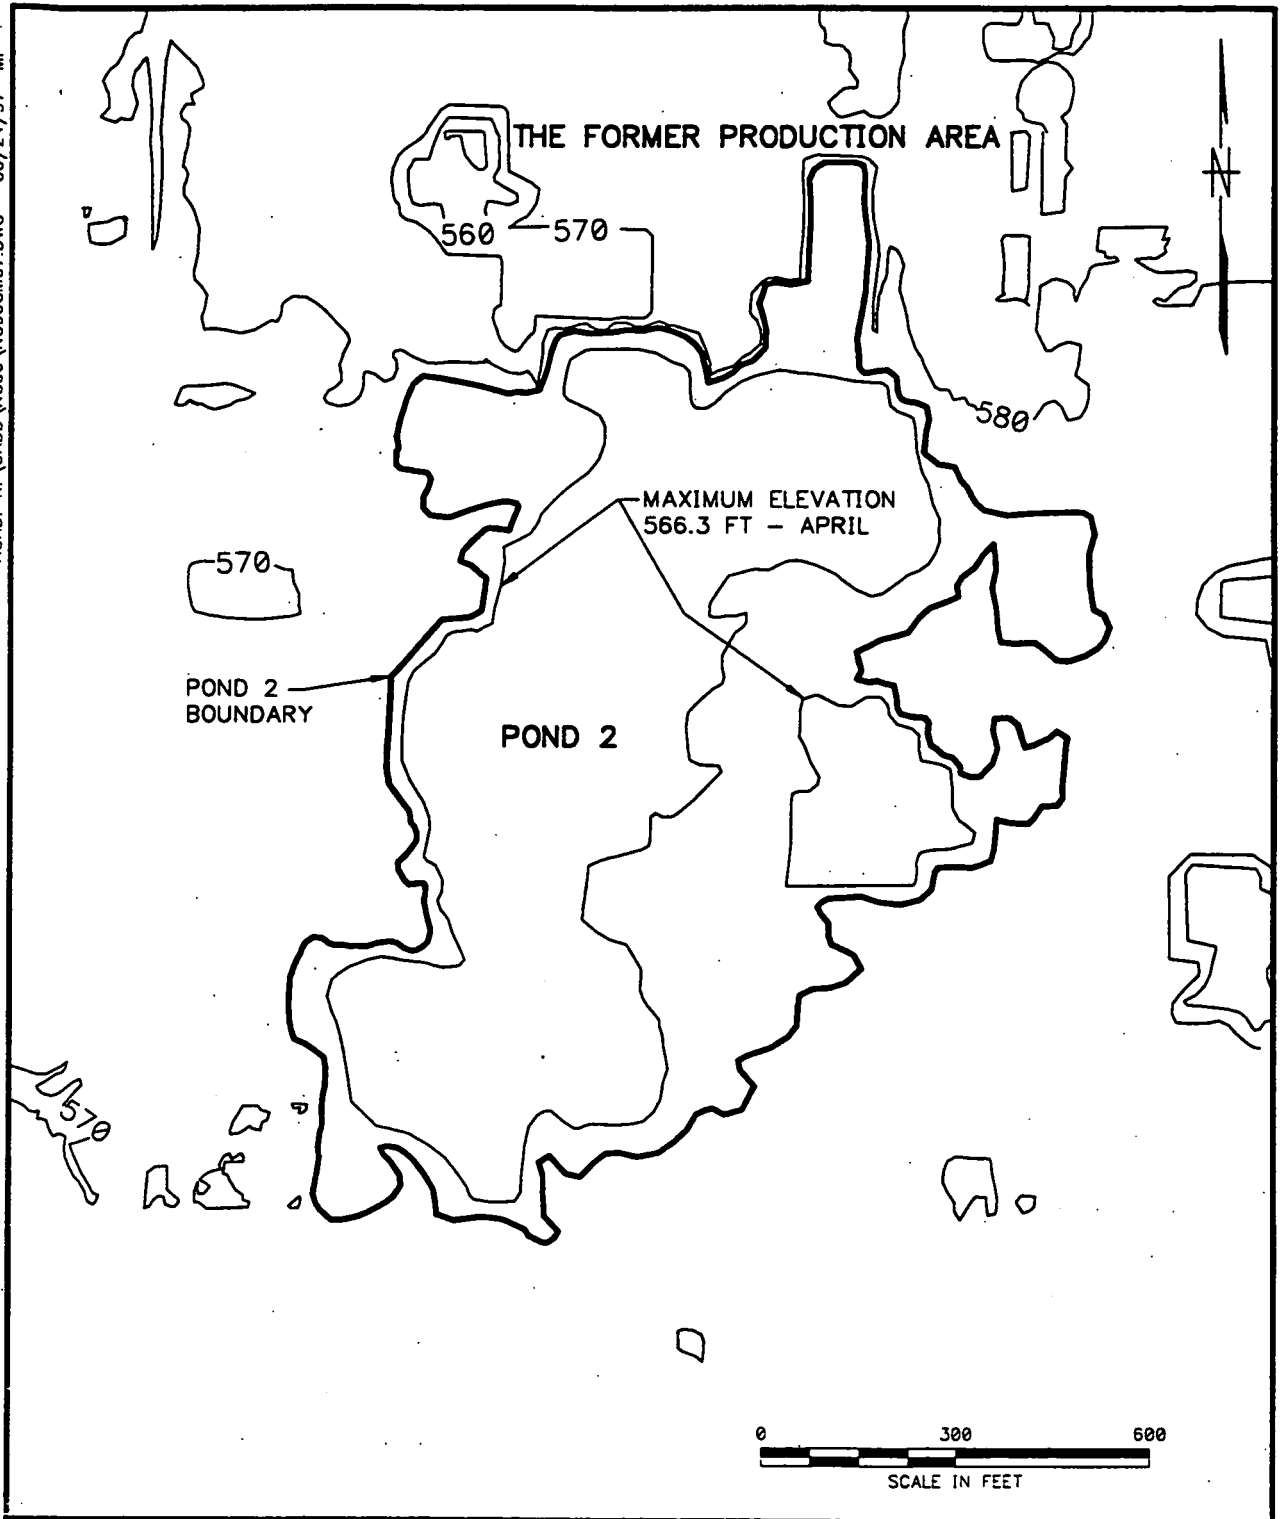 THE FORMER PRODUCTION AREA
N
560
570
580
MAXIMUM ELEVATION
566.3 FT – APRIL
570
POND 2
BOUNDARY
POND 2
570
0 300 600
SCALE IN FEET